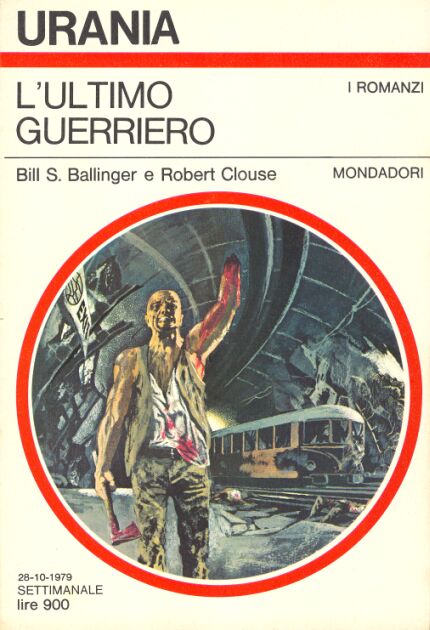 URANIA
L'ULTIMO
GUERRIERO
I ROMANZI
Bill S. Ballinger e Robert Clouse
MONDADORI
28-10-1979
SETTIMANALE
lire 900